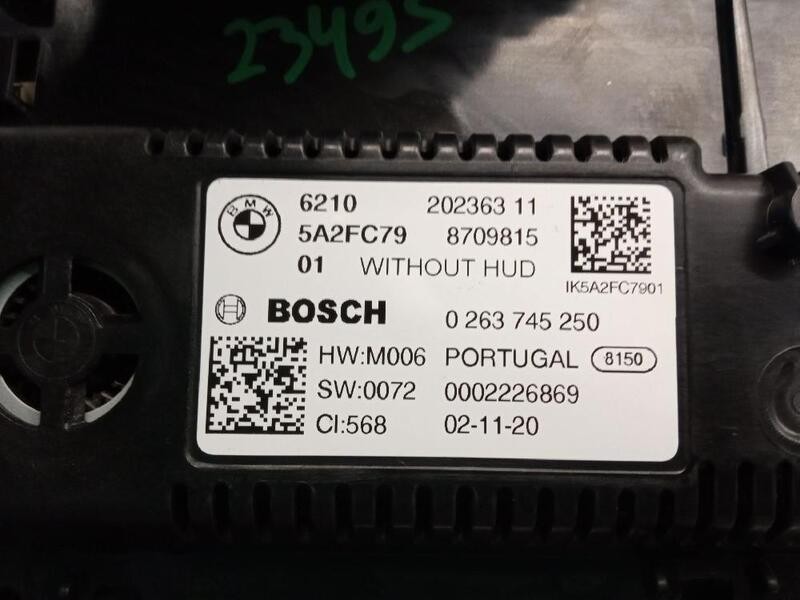 23495
BMW
6210 202363 11
5A2FC79 8709815
01 WITHOUT HUD
IK5A2FC7901
BOSCH 0 263 745 250
HW:M006 PORTUGAL 8150
SW:0072 0002226869
CI:568 02-11-20